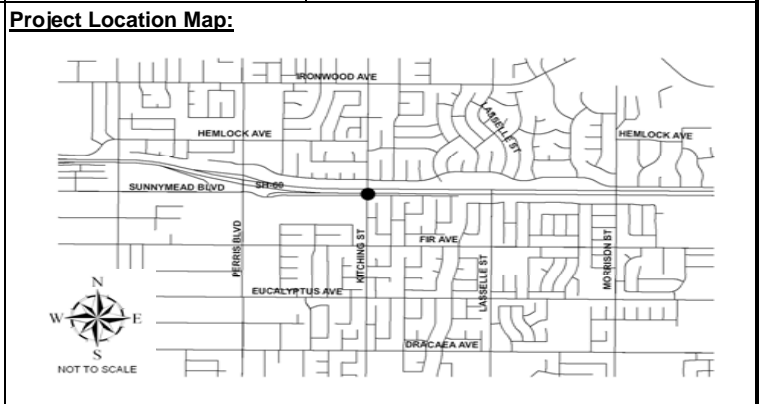 Project Location Map:
IRONWOOD AVE
LASSELLE ST
HEMLOCK AVE
HEMLOCK AVE
SUNNYMEAD BLVD
SR-60
PERRIS BLVD
KITCHING ST
FIR AVE
LASSELLE ST
MORRISON ST
EUCALYPTUS AVE
DRACAEA AVE
N
W
E
S
NOT TO SCALE